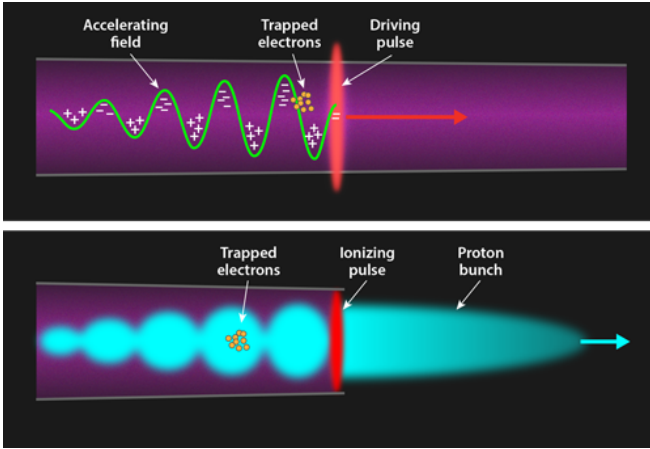 Accelerating
field
Trapped
electrons
Driving
pulse
Trapped
electrons
Ionizing
pulse
Proton
bunch